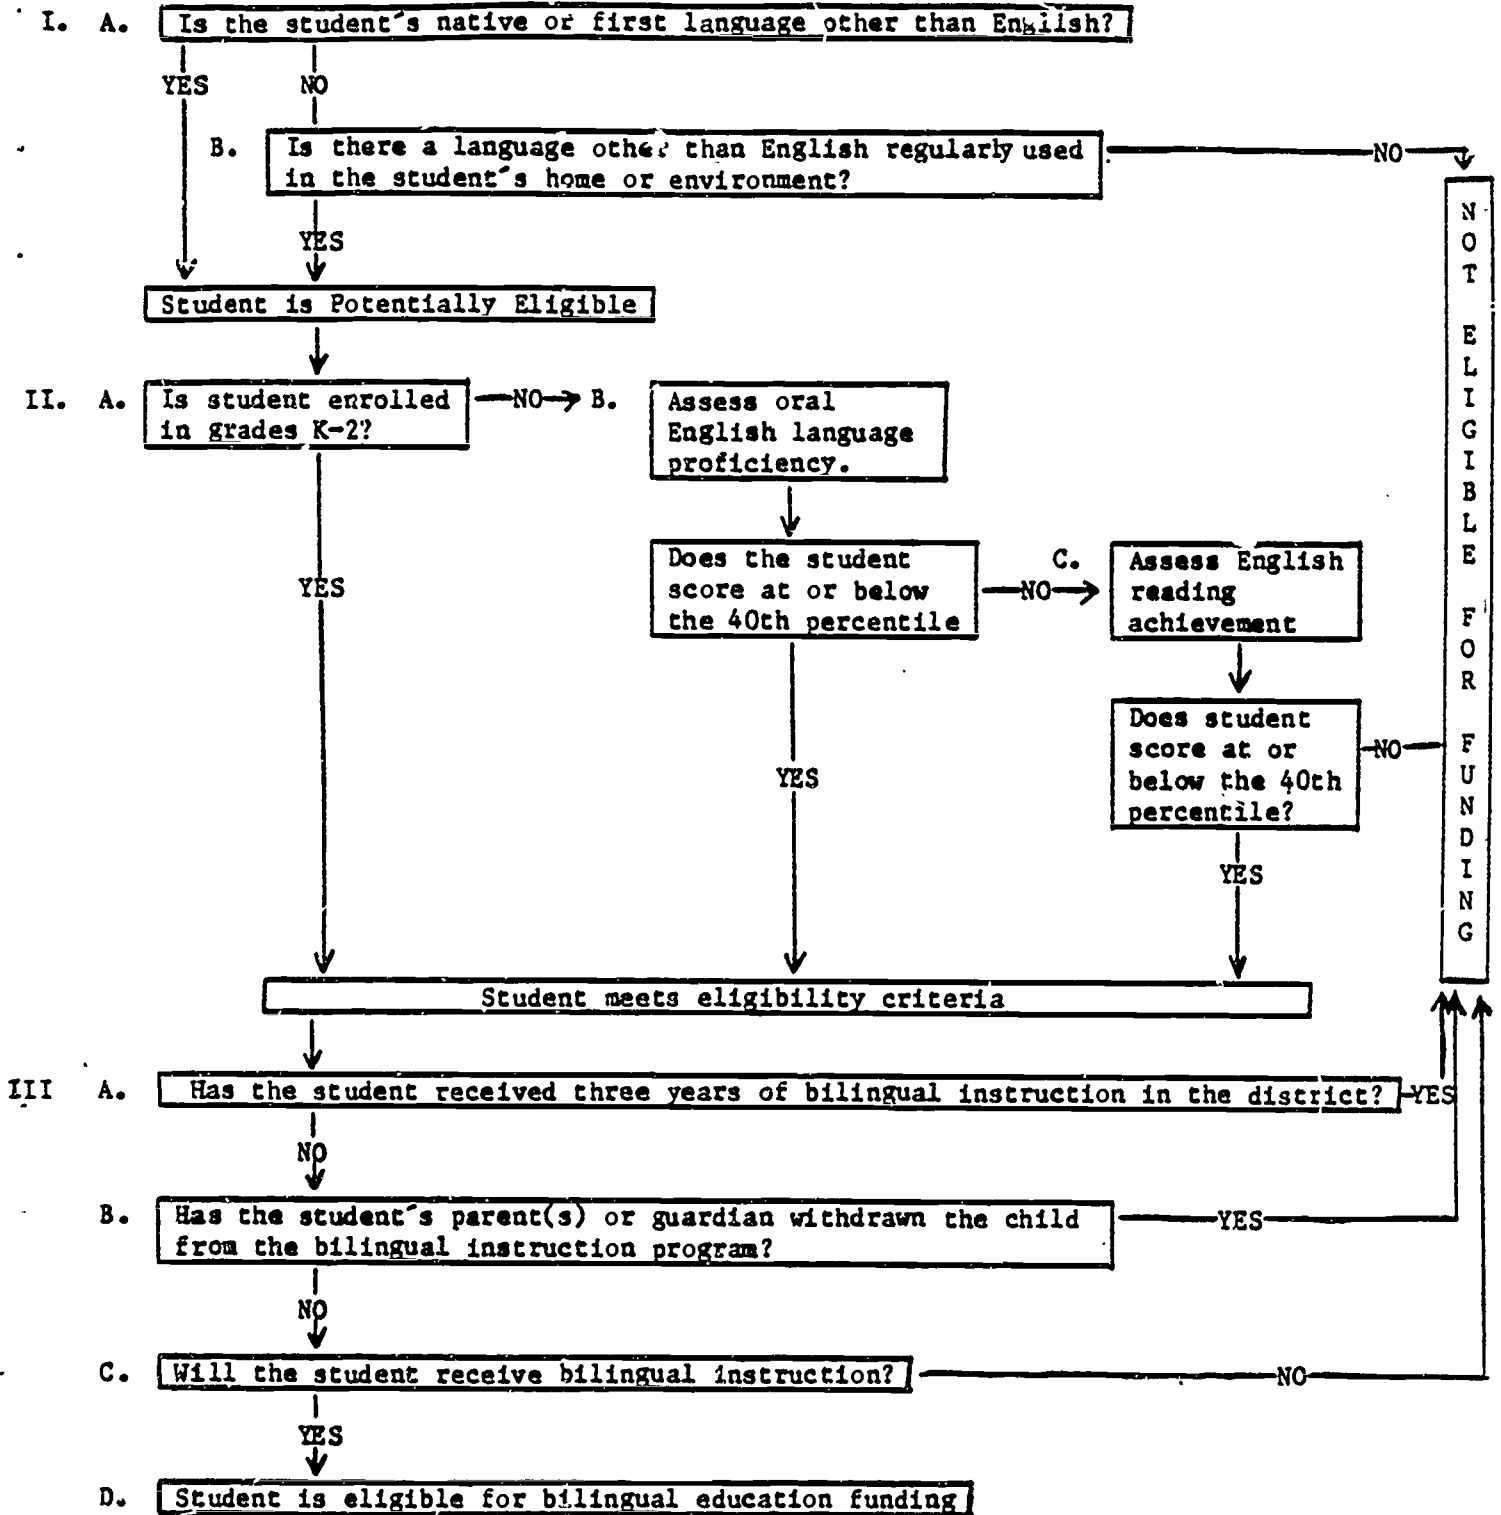 I. A. Is the student's native or first language other than English?
YES NO
B. Is there a language other than English regularly used
in the student's home or environment?
NO
YES
Student is Potentially Eligible
II. A. Is student enrolled
in grades K-2?
NO
B. Assess oral
English language
proficiency.
Does the student
score at or below
the 40th percentile
NO
C. Assess English
reading
achievement
Does student
score at or
below the 40th
percentile?
NO
YES
YES
YES
NOT ELIGIBLE FOR FUNDING
Student meets eligibility criteria
III A. Has the student received three years of bilingual instruction in the district? YES
NO
B. Has the student's parent(s) or guardian withdrawn the child
from the bilingual instruction program?
YES
NO
C. Will the student receive bilingual instruction?
NO
YES
D. Student is eligible for bilingual education funding